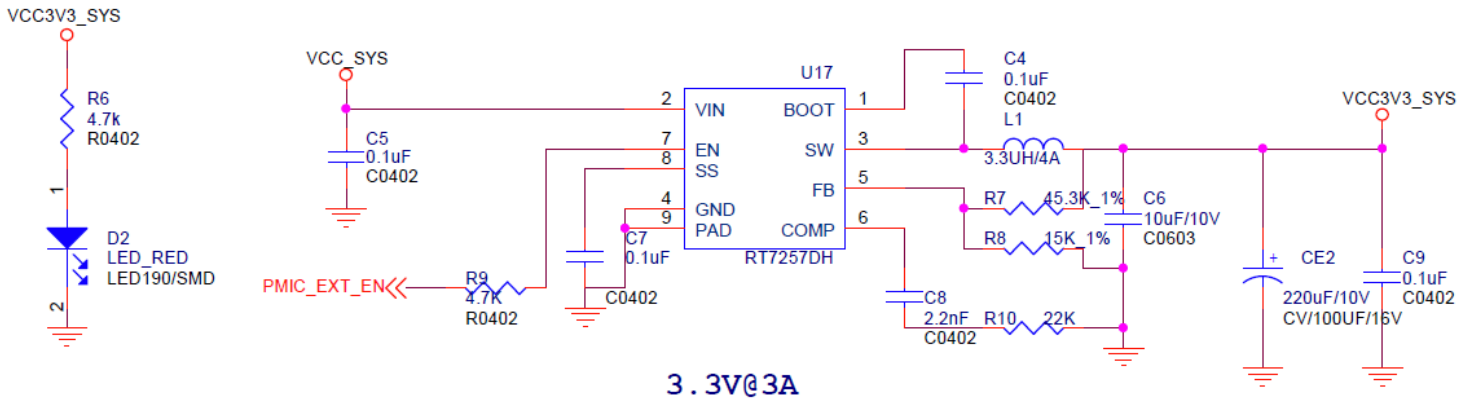 VCC3V3_SYS
R6
4.7k
R0402
1
D2
LED_RED
LED190/SMD
2
VCC_SYS
C5
0.1uF
C0402
PMIC_EXT_EN
R9
4.7K
R0402
C7
0.1uF
C0402
U17
2 VIN BOOT 1
7 EN SW 3
8 SS
FB 5
4 GND
9 PAD COMP 6
RT7257DH
C4
0.1uF
C0402
L1
3.3UH/4A
R7 45.3K_1%
R8 15K_1%
C6
10uF/10V
C0603
C8
2.2nF
C0402
R10 22K
VCC3V3_SYS
+
CE2
220uF/10V
CV/100UF/16V
C9
0.1uF
C0402
3.3V@3A